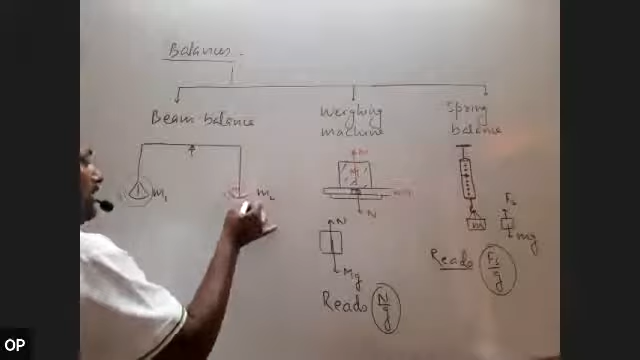 Balances.
Beam balance
Weighing
machine
Spring
balance
m₁
m₂
N
M
N
N
Mg
Reads N/g
m
Fs
mg
Reads Fs/g
OP